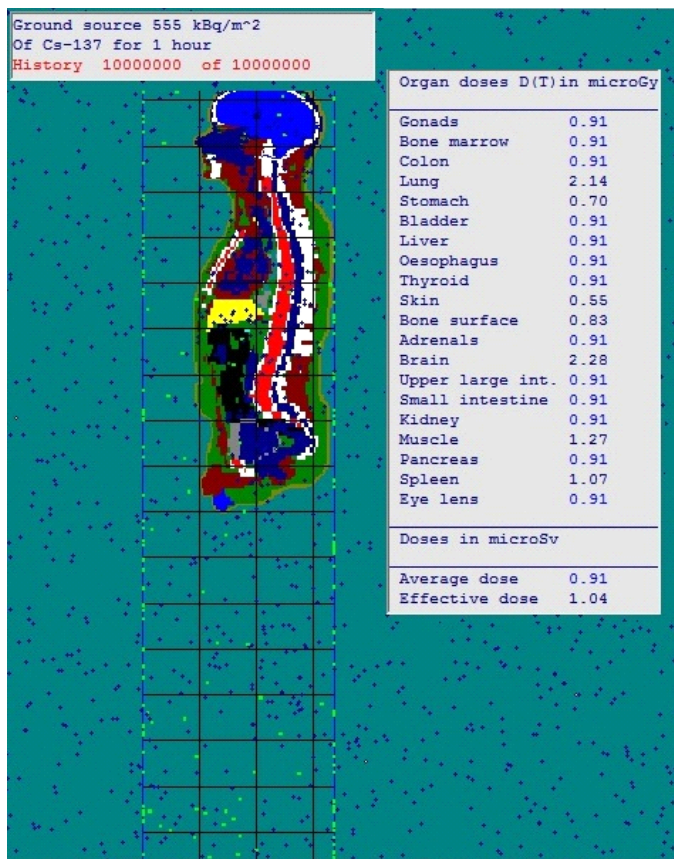 Ground source 555 kBq/m^2
Of Cs-137 for 1 hour
History 10000000 of 10000000
Organ doses D(T)in microGy
Gonads 0.91
Bone marrow 0.91
Colon 0.91
Lung 2.14
Stomach 0.70
Bladder 0.91
Liver 0.91
Oesophagus 0.91
Thyroid 0.91
Skin 0.55
Bone surface 0.83
Adrenals 0.91
Brain 2.28
Upper large int. 0.91
Small intestine 0.91
Kidney 0.91
Muscle 1.27
Pancreas 0.91
Spleen 1.07
Eye lens 0.91
Doses in microSv
Average dose 0.91
Effective dose 1.04